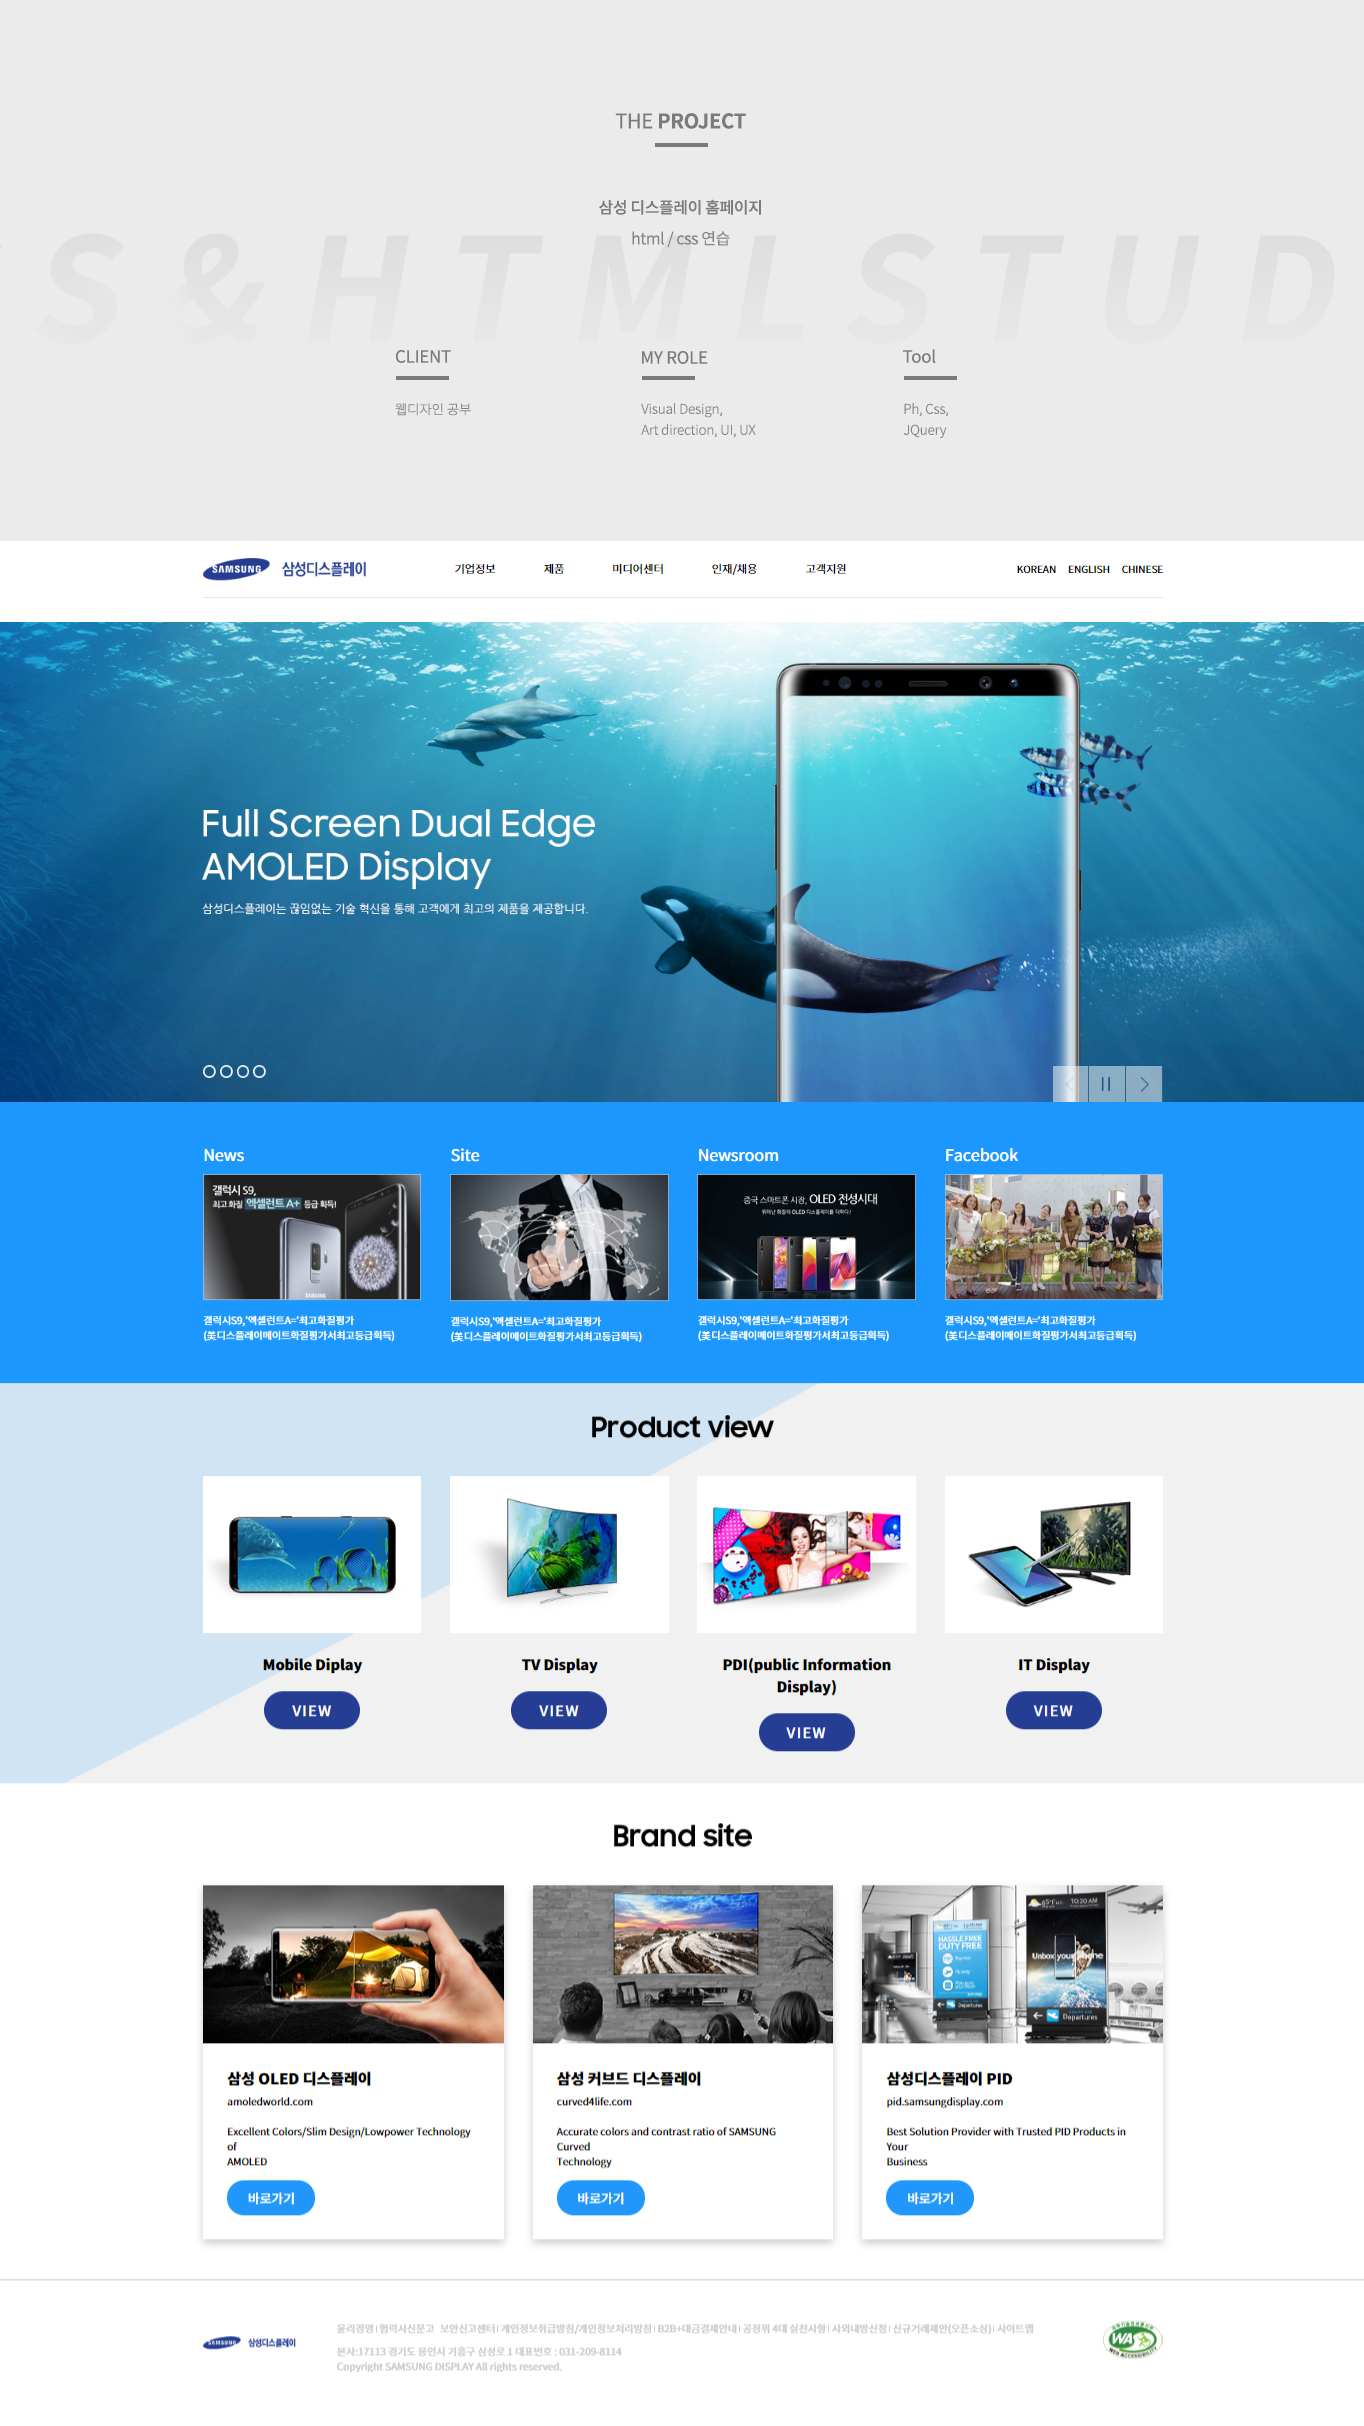 THE PROJECT
삼성 디스플레이 홈페이지
html / css 연습
S & H T M L S T U D
CLIENT
웹디자인 공부
MY ROLE
Visual Design,
Art direction, UI, UX
Tool
Ph, Css,
JQuery
SAMSUNG 삼성디스플레이 기업정보 제품 미디어센터 인재/채용 고객지원 KOREAN ENGLISH CHINESE
Full Screen Dual Edge
AMOLED Display
삼성디스플레이는 끊임없는 기술 혁신을 통해 고객에게 최고의 제품을 제공합니다.
News
갤럭시 S9,
최고 화질 엑셀런트 A+ 등급 획득!
SAMSUNG
갤럭시S9,'엑셀런트A='최고화질평가
(美디스플레이메이트화질평가서최고등급획득)
Site
갤럭시S9,'엑셀런트A='최고화질평가
(美디스플레이메이트화질평가서최고등급획득)
Newsroom
중국 스마트폰 시장, OLED 전성시대
갤럭시S9,'엑셀런트A='최고화질평가
(美디스플레이메이트화질평가서최고등급획득)
Facebook
갤럭시S9,'엑셀런트A='최고화질평가
(美디스플레이메이트화질평가서최고등급획득)
Product view
Mobile Diplay
VIEW
TV Display
VIEW
PDI(public Information
Display)
VIEW
IT Display
VIEW
Brand site
삼성 OLED 디스플레이
amoledworld.com
Excellent Colors/Slim Design/Lowpower Technology
of
AMOLED
바로가기
삼성 커브드 디스플레이
curved4life.com
Accurate colors and contrast ratio of SAMSUNG
Curved
Technology
바로가기
65°F
10:20 AM
HASSLE FREE
DUTY FREE
Unbox your phone
Departures
Departures
삼성디스플레이 PID
pid.samsungdisplay.com
Best Solution Provider with Trusted PID Products in
Your
Business
바로가기
SAMSUNG 삼성디스플레이
윤리경영 | 협력사신문고 보안신고센터 | 개인정보취급방침/개인정보처리방침 | B2B+대금결제안내 | 공정위 4대 실천사항 | 사외내방신청 | 신규거래제안(오픈소싱) | 사이트맵
본사:17113 경기도 용인시 기흥구 삼성로 1 대표번호 : 031-209-8114
Copyright SAMSUNG DISPLAY All rights reserved.
WA
WEB ACCESSIBILITY